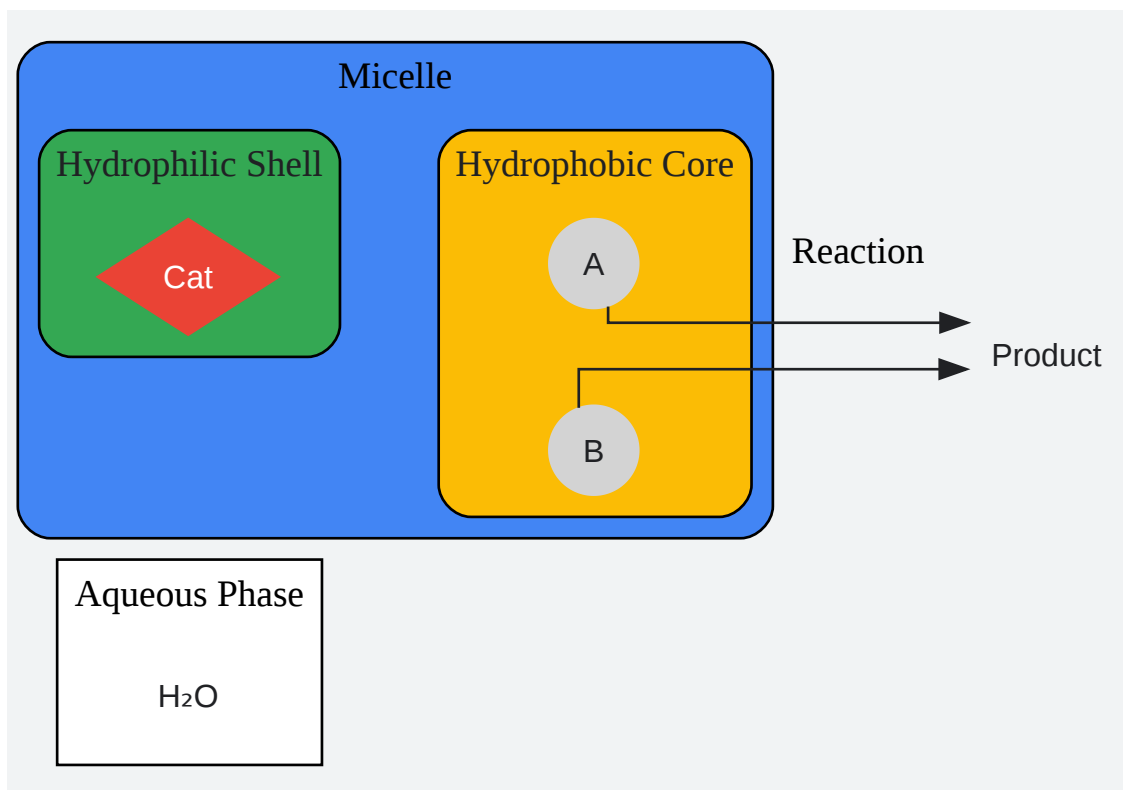 Micelle
Hydrophilic Shell
Cat
Hydrophobic Core
A
B
Reaction
Product
Aqueous Phase
H₂O